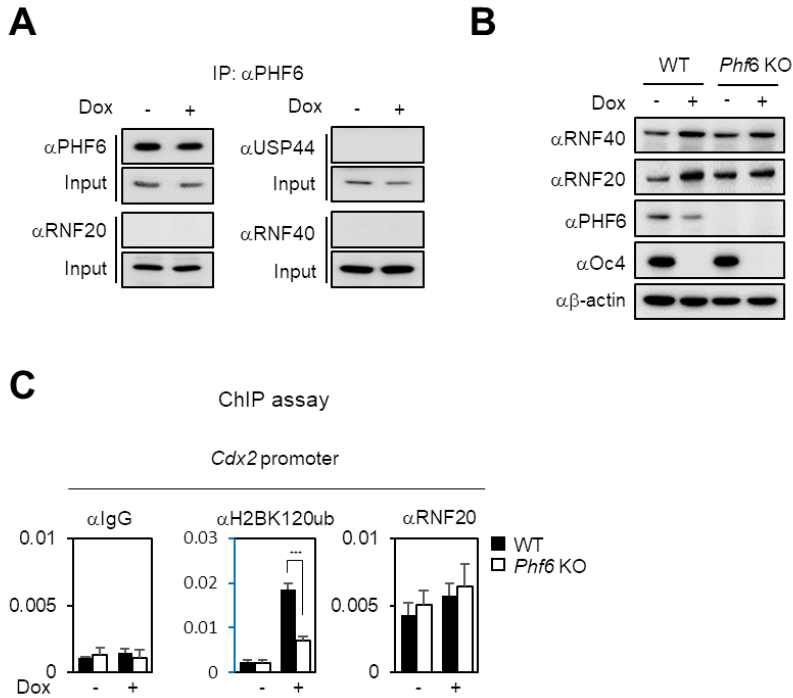 A
IP: αPHF6
Dox - + - +
αPHF6 αUSP44
Input Input
αRNF20 αRNF40
Input Input
B
WT Phf6 KO
Dox - + - +
αRNF40
αRNF20
αPHF6
αOc4
αβ-actin
C
ChIP assay
Cdx2 promoter
αIgG αH2BK120ub αRNF20
0.01 0.03 0.01
---
WT
Phf6 KO
0.02
0.005 0.005
0.01
0 0 0
Dox - + - + - +